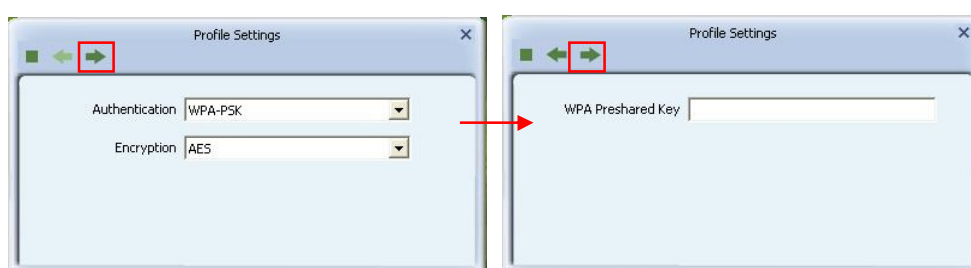 Profile Settings
Authentication WPA-PSK
Encryption AES
Profile Settings
WPA Preshared Key